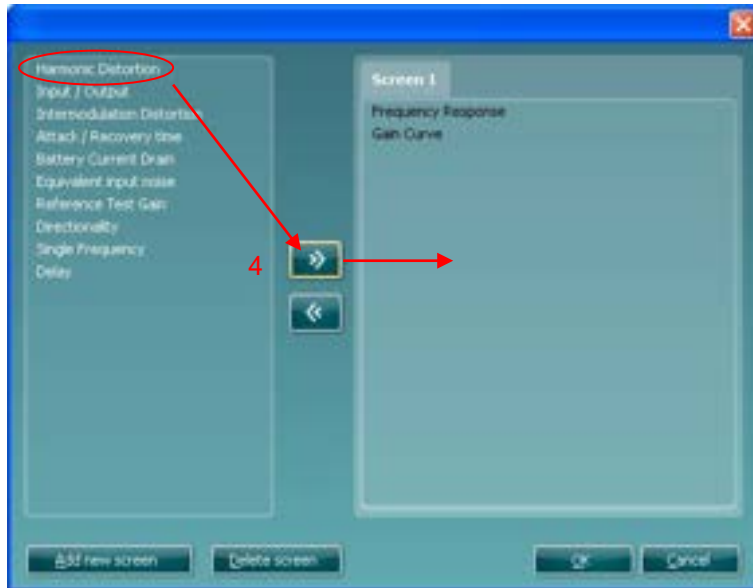 Harmonic Distortion
Input / Output
Intermodulation Distortion
Attack / Recovery time
Battery Current Drain
Equivalent input noise
Reference Test Gain
Directionality
Single Frequency
Delay
4
Screen 1
Frequency Response
Gain Curve
Add new screen
Delete screen
OK
Cancel